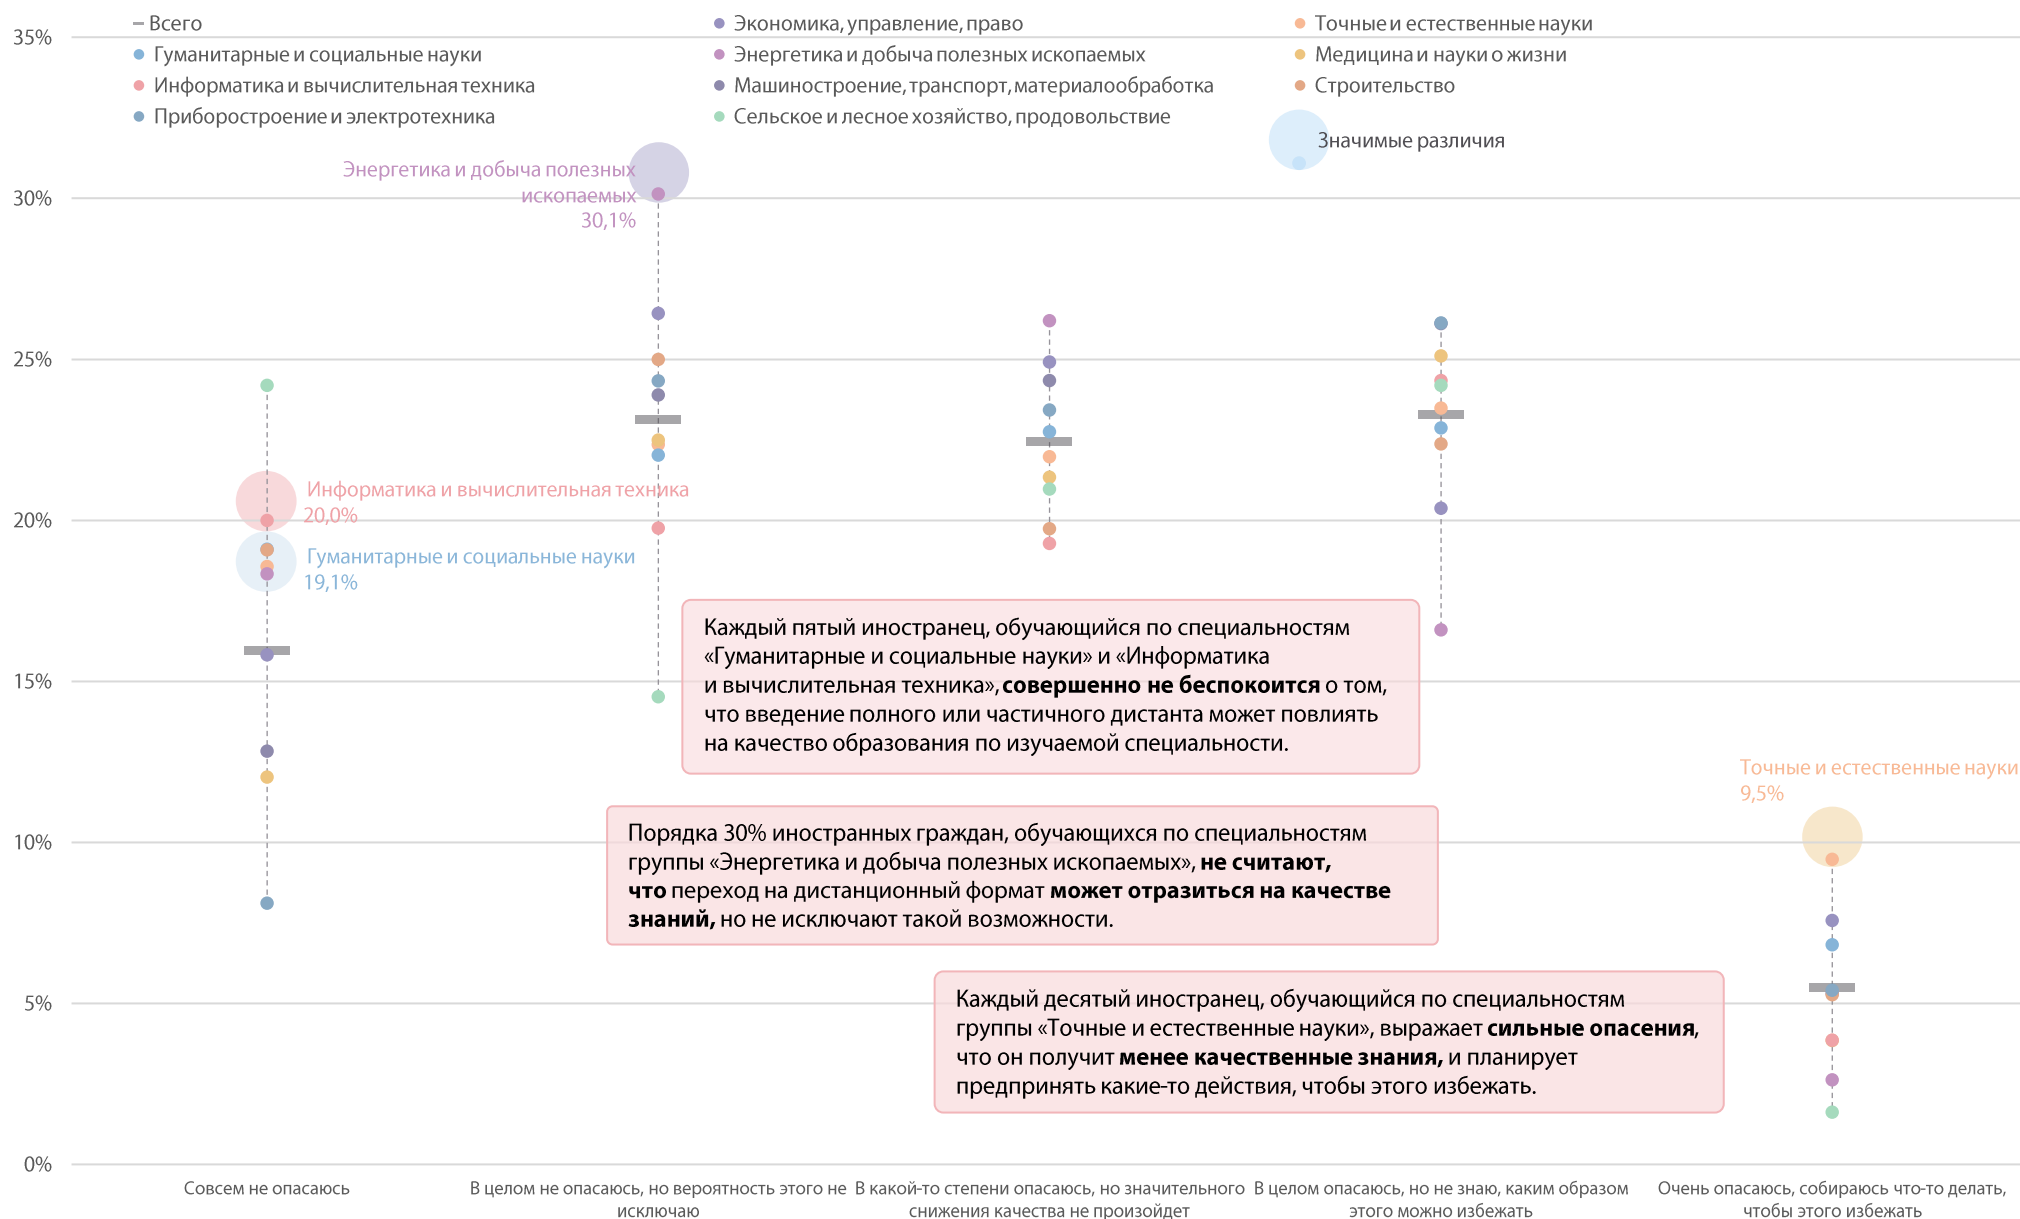 Всего
Гуманитарные и социальные науки
Информатика и вычислительная техника
Приборостроение и электротехника
Экономика, управление, право
Энергетика и добыча полезных ископаемых
Машиностроение, транспорт, материалообработка
Сельское и лесное хозяйство, продовольствие
Точные и естественные науки
Медицина и науки о жизни
Строительство
Значимые различия
35%
30%
25%
20%
15%
10%
5%
0%
Энергетика и добыча полезных
ископаемых
30,1%
Информатика и вычислительная техника
20,0%
Гуманитарные и социальные науки
19,1%
Каждый пятый иностранец, обучающийся по специальностям
«Гуманитарные и социальные науки» и «Информатика
и вычислительная техника», совершенно не беспокоится о том,
что введение полного или частичного дистанта может повлиять
на качество образования по изучаемой специальности.
Точные и естественные науки
9,5%
Порядка 30% иностранных граждан, обучающихся по специальностям
группы «Энергетика и добыча полезных ископаемых», не считают,
что переход на дистанционный формат может отразиться на качестве
знаний, но не исключают такой возможности.
Каждый десятый иностранец, обучающийся по специальностям
группы «Точные и естественные науки», выражает сильные опасения,
что он получит менее качественные знания, и планирует
предпринять какие-то действия, чтобы этого избежать.
Совсем не опасаюсь
В целом не опасаюсь, но вероятность этого не
исключаю
В какой-то степени опасаюсь, но значительного
снижения качества не произойдет
В целом опасаюсь, но не знаю, каким образом
этого можно избежать
Очень опасаюсь, собираюсь что-то делать,
чтобы этого избежать